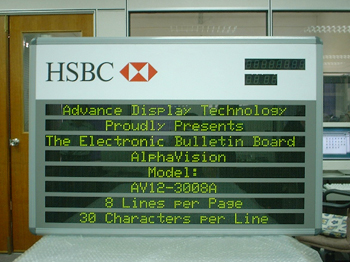 HSBC
Advance Display Technology
Proudly Presents
The Electronic Bulletin Board
AlphaVision
Model:
AV12-3008A
8 Lines per Page
30 Characters per Line